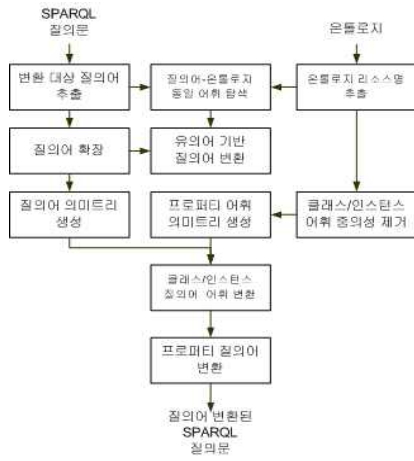 SPARQL
질의문
온톨로지
변환 대상 질의어
추출
질의어-온톨로지
동일 어휘 탐색
온톨로지 리소스명
추출
질의어 확장
유의어 기반
질의어 변환
질의어 의미트리
생성
프로퍼티 어휘
의미트리 생성
클래스/인스턴스
어휘 중의성 제거
클래스/인스턴스
질의어 어휘 변환
프로퍼티 질의어
변환
질의어 변환된
SPARQL
질의문